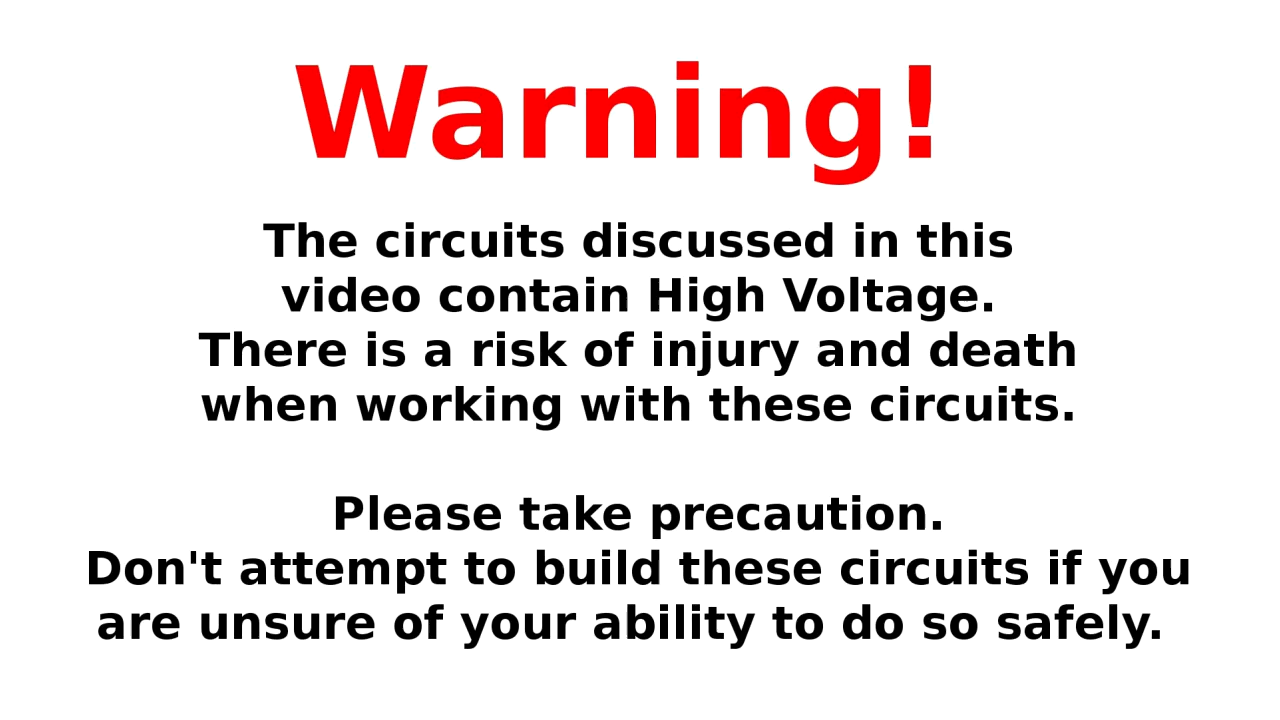 Warning!
The circuits discussed in this
video contain High Voltage.
There is a risk of injury and death
when working with these circuits.
Please take precaution.
Don't attempt to build these circuits if you
are unsure of your ability to do so safely.